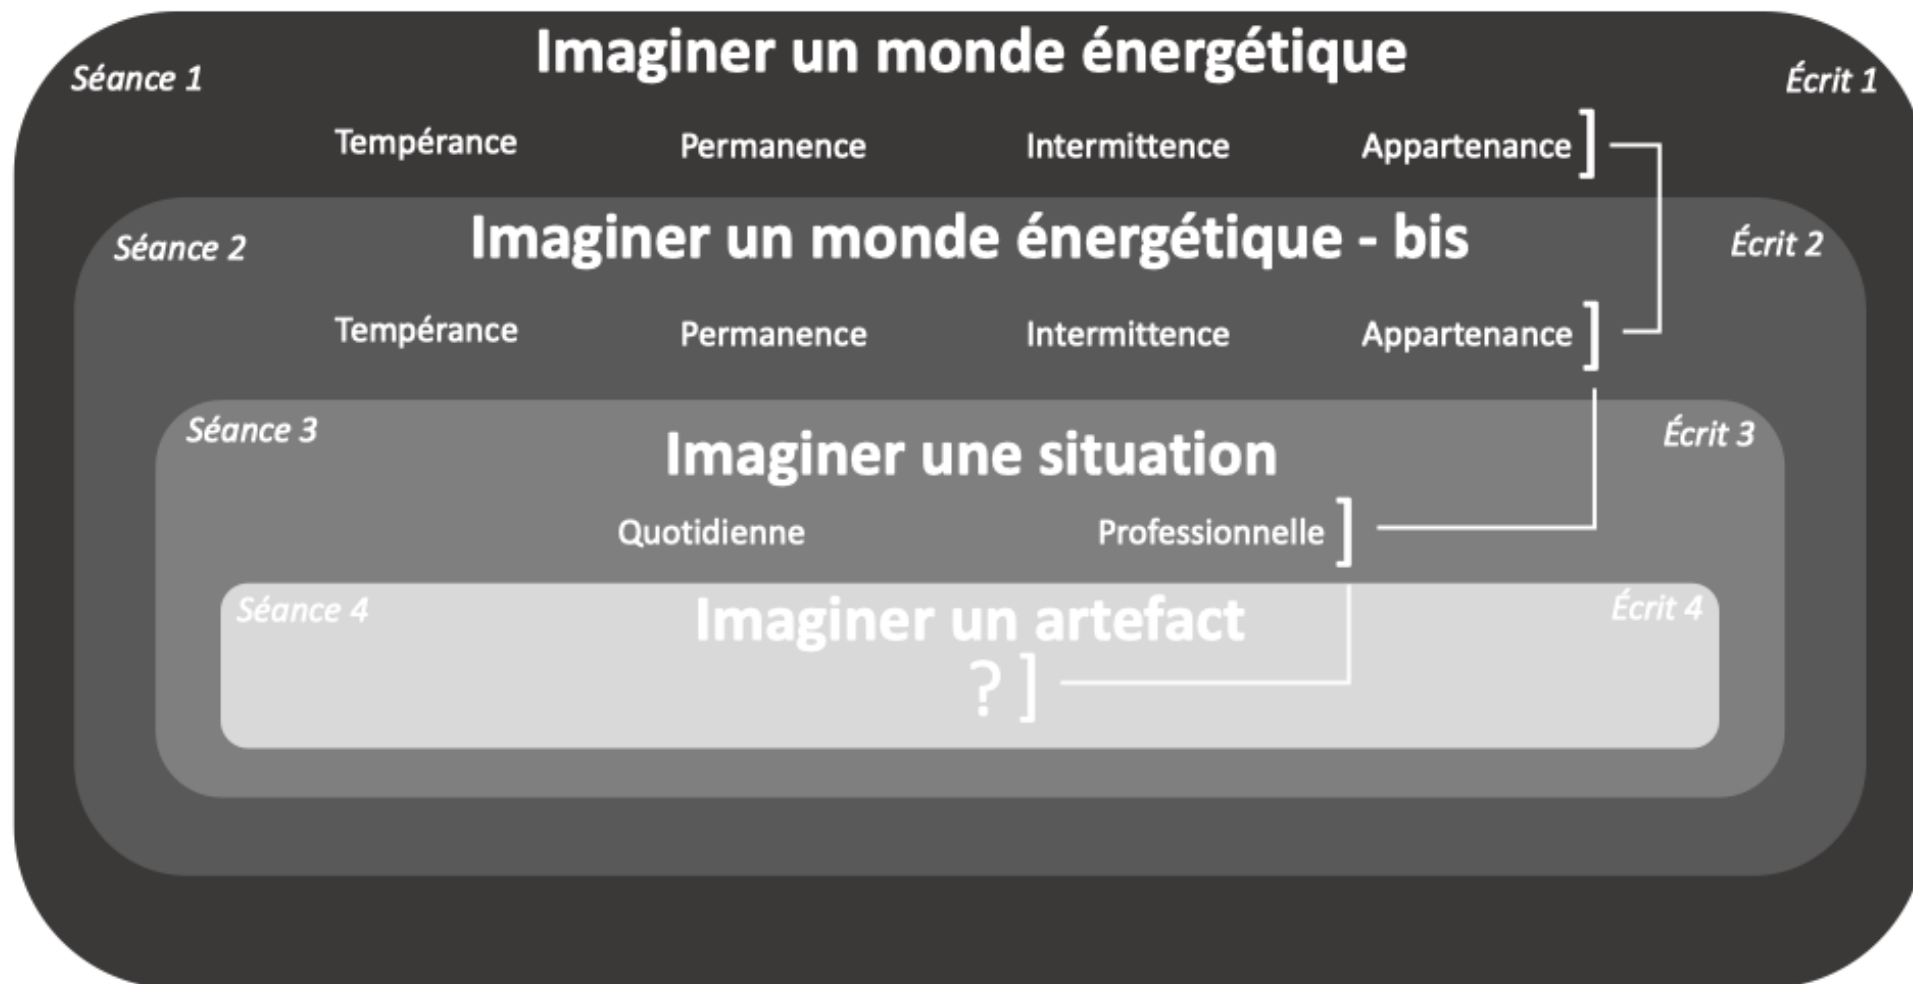 Imaginer un monde énergétique
Séance 1
Écrit 1
Tempérance Permanence Intermittence Appartenance ]
Imaginer un monde énergétique - bis
Séance 2
Écrit 2
Tempérance Permanence Intermittence Appartenance ]
Séance 3
Écrit 3
Imaginer une situation
Quotidienne Professionnelle ]
Séance 4
Imaginer un artefact
Écrit 4
? ]